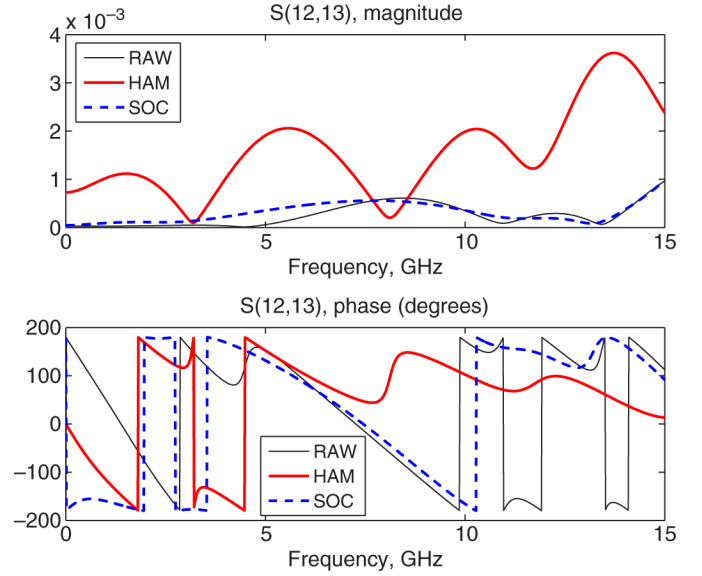 S(12,13), magnitude
x 10⁻³
4
3
2
1
0
RAW
HAM
SOC
0 5 10 15
Frequency, GHz
S(12,13), phase (degrees)
200
100
0
−100
−200
RAW
HAM
SOC
0 5 10 15
Frequency, GHz